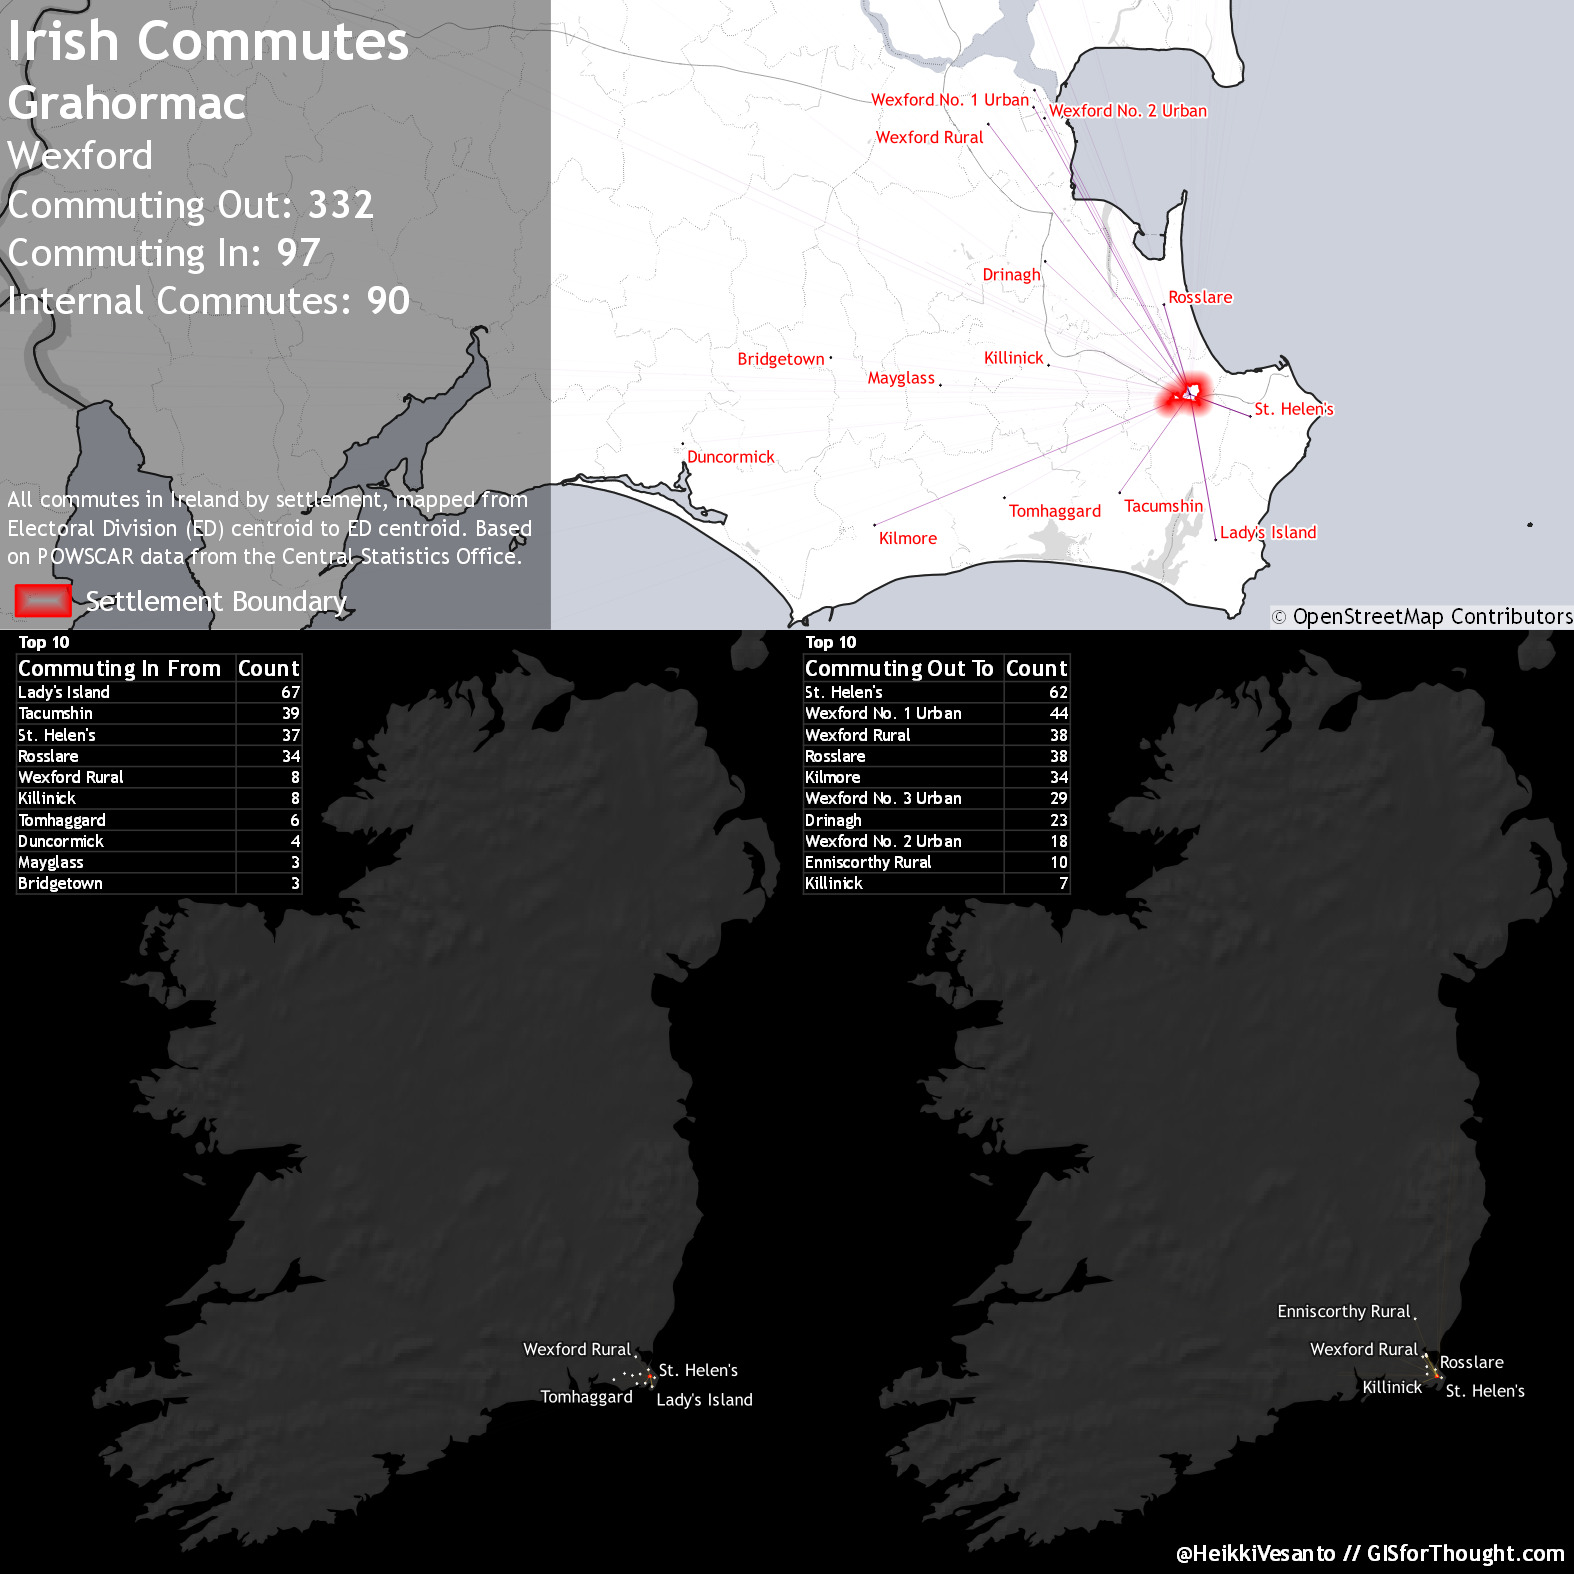 Irish Commutes
Grahormac
Wexford
Commuting Out: 332
Commuting In: 97
Internal Commutes: 90
All commutes in Ireland by settlement, mapped from
Electoral Division (ED) centroid to ED centroid. Based
on POWSCAR data from the Central Statistics Office.
Settlement Boundary
Wexford No. 1 Urban
Wexford No. 2 Urban
Wexford Rural
Drinagh
Rosslare
Bridgetown
Killinick
Mayglass
St. Helen's
Duncormick
Tomhaggard
Tacumshin
Kilmore
Lady's Island
© OpenStreetMap Contributors
Top 10
Commuting In From Count
Lady's Island 67
Tacumshin 39
St. Helen's 37
Rosslare 34
Wexford Rural 8
Killinick 8
Tomhaggard 6
Duncormick 4
Mayglass 3
Bridgetown 3
Wexford Rural
St. Helen's
Tomhaggard
Lady's Island
Top 10
Commuting Out To Count
St. Helen's 62
Wexford No. 1 Urban 44
Wexford Rural 38
Rosslare 38
Kilmore 34
Wexford No. 3 Urban 29
Drinagh 23
Wexford No. 2 Urban 18
Enniscorthy Rural 10
Killinick 7
Enniscorthy Rural
Wexford Rural
Rosslare
Killinick
St. Helen's
@HeikkiVesanto // GISforThought.com